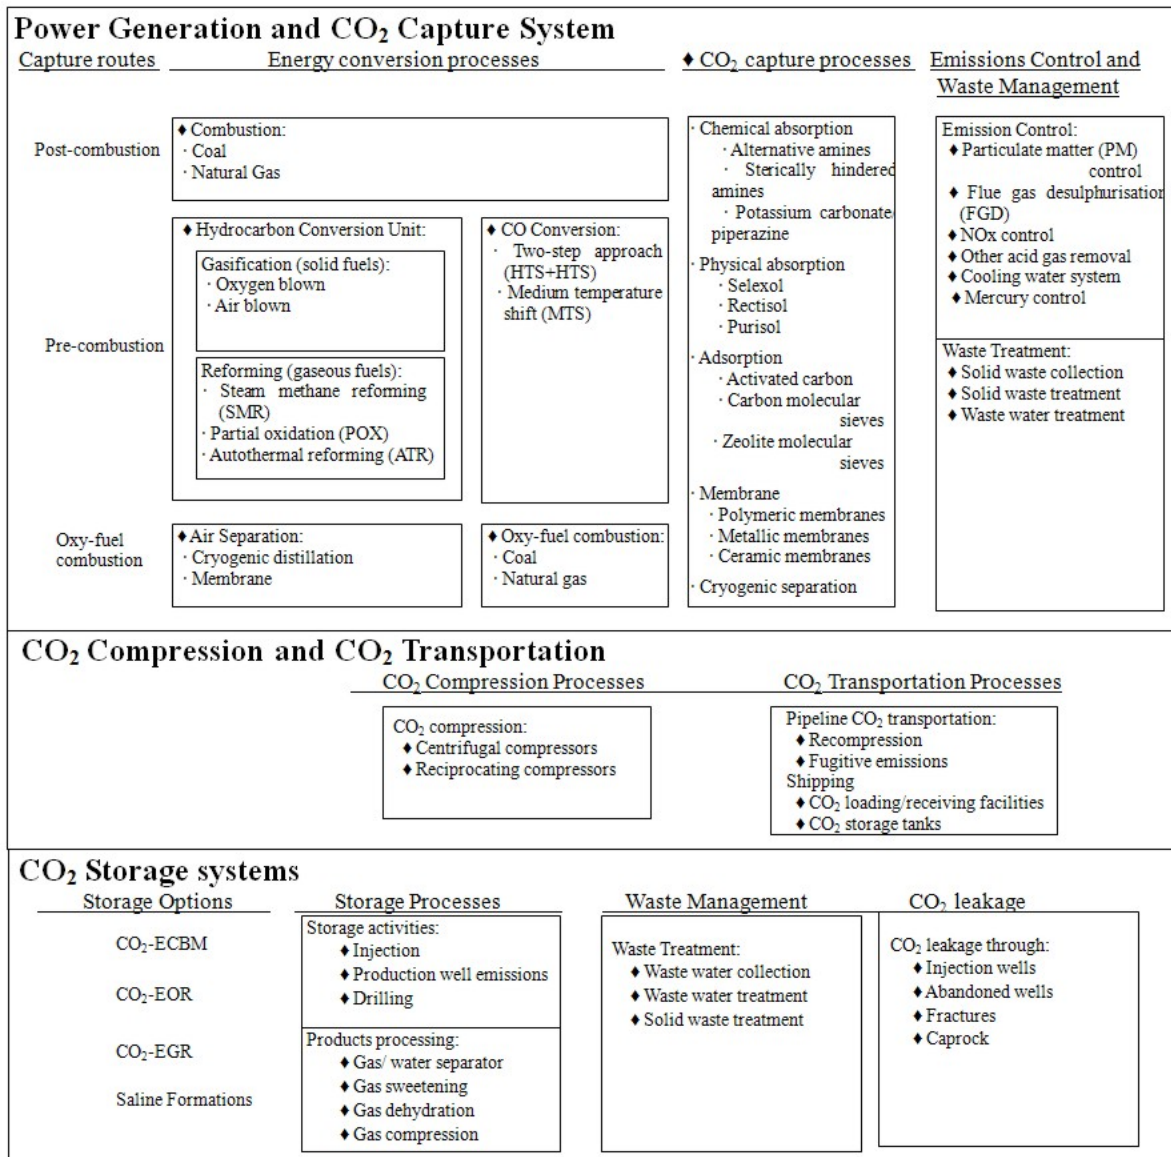 Power Generation and CO2 Capture System
Capture routes
Energy conversion processes
♦ CO2 capture processes
Emissions Control and
Waste Management
Post-combustion
♦ Combustion:
· Coal
· Natural Gas
Pre-combustion
♦ Hydrocarbon Conversion Unit:
Gasification (solid fuels):
· Oxygen blown
· Air blown
Reforming (gaseous fuels):
· Steam methane reforming
(SMR)
· Partial oxidation (POX)
· Autothermal reforming (ATR)
♦ CO Conversion:
· Two-step approach
(HTS+HTS)
· Medium temperature
shift (MTS)
Oxy-fuel
combustion
♦ Air Separation:
· Cryogenic distillation
· Membrane
♦ Oxy-fuel combustion:
· Coal
· Natural gas
· Chemical absorption
· Alternative amines
· Sterically hindered
amines
· Potassium carbonate
piperazine
· Physical absorption
· Selexol
· Rectisol
· Purisol
· Adsorption
· Activated carbon
· Carbon molecular
sieves
· Zeolite molecular
sieves
· Membrane
· Polymeric membranes
· Metallic membranes
· Ceramic membranes
· Cryogenic separation
Emission Control:
♦ Particulate matter (PM)
control
♦ Flue gas desulphurisation
(FGD)
♦ NOx control
♦ Other acid gas removal
♦ Cooling water system
♦ Mercury control
Waste Treatment:
♦ Solid waste collection
♦ Solid waste treatment
♦ Waste water treatment
CO2 Compression and CO2 Transportation
CO2 Compression Processes
CO2 Transportation Processes
CO2 compression:
♦ Centrifugal compressors
♦ Reciprocating compressors
Pipeline CO2 transportation:
♦ Recompression
♦ Fugitive emissions
Shipping
♦ CO2 loading/receiving facilities
♦ CO2 storage tanks
CO2 Storage systems
Storage Options
Storage Processes
Waste Management
CO2 leakage
CO2-ECBM
CO2-EOR
CO2-EGR
Saline Formations
Storage activities:
♦ Injection
♦ Production well emissions
♦ Drilling
Products processing:
♦ Gas/ water separator
♦ Gas sweetening
♦ Gas dehydration
♦ Gas compression
Waste Treatment:
♦ Waste water collection
♦ Waste water treatment
♦ Solid waste treatment
CO2 leakage through:
♦ Injection wells
♦ Abandoned wells
♦ Fractures
♦ Caprock